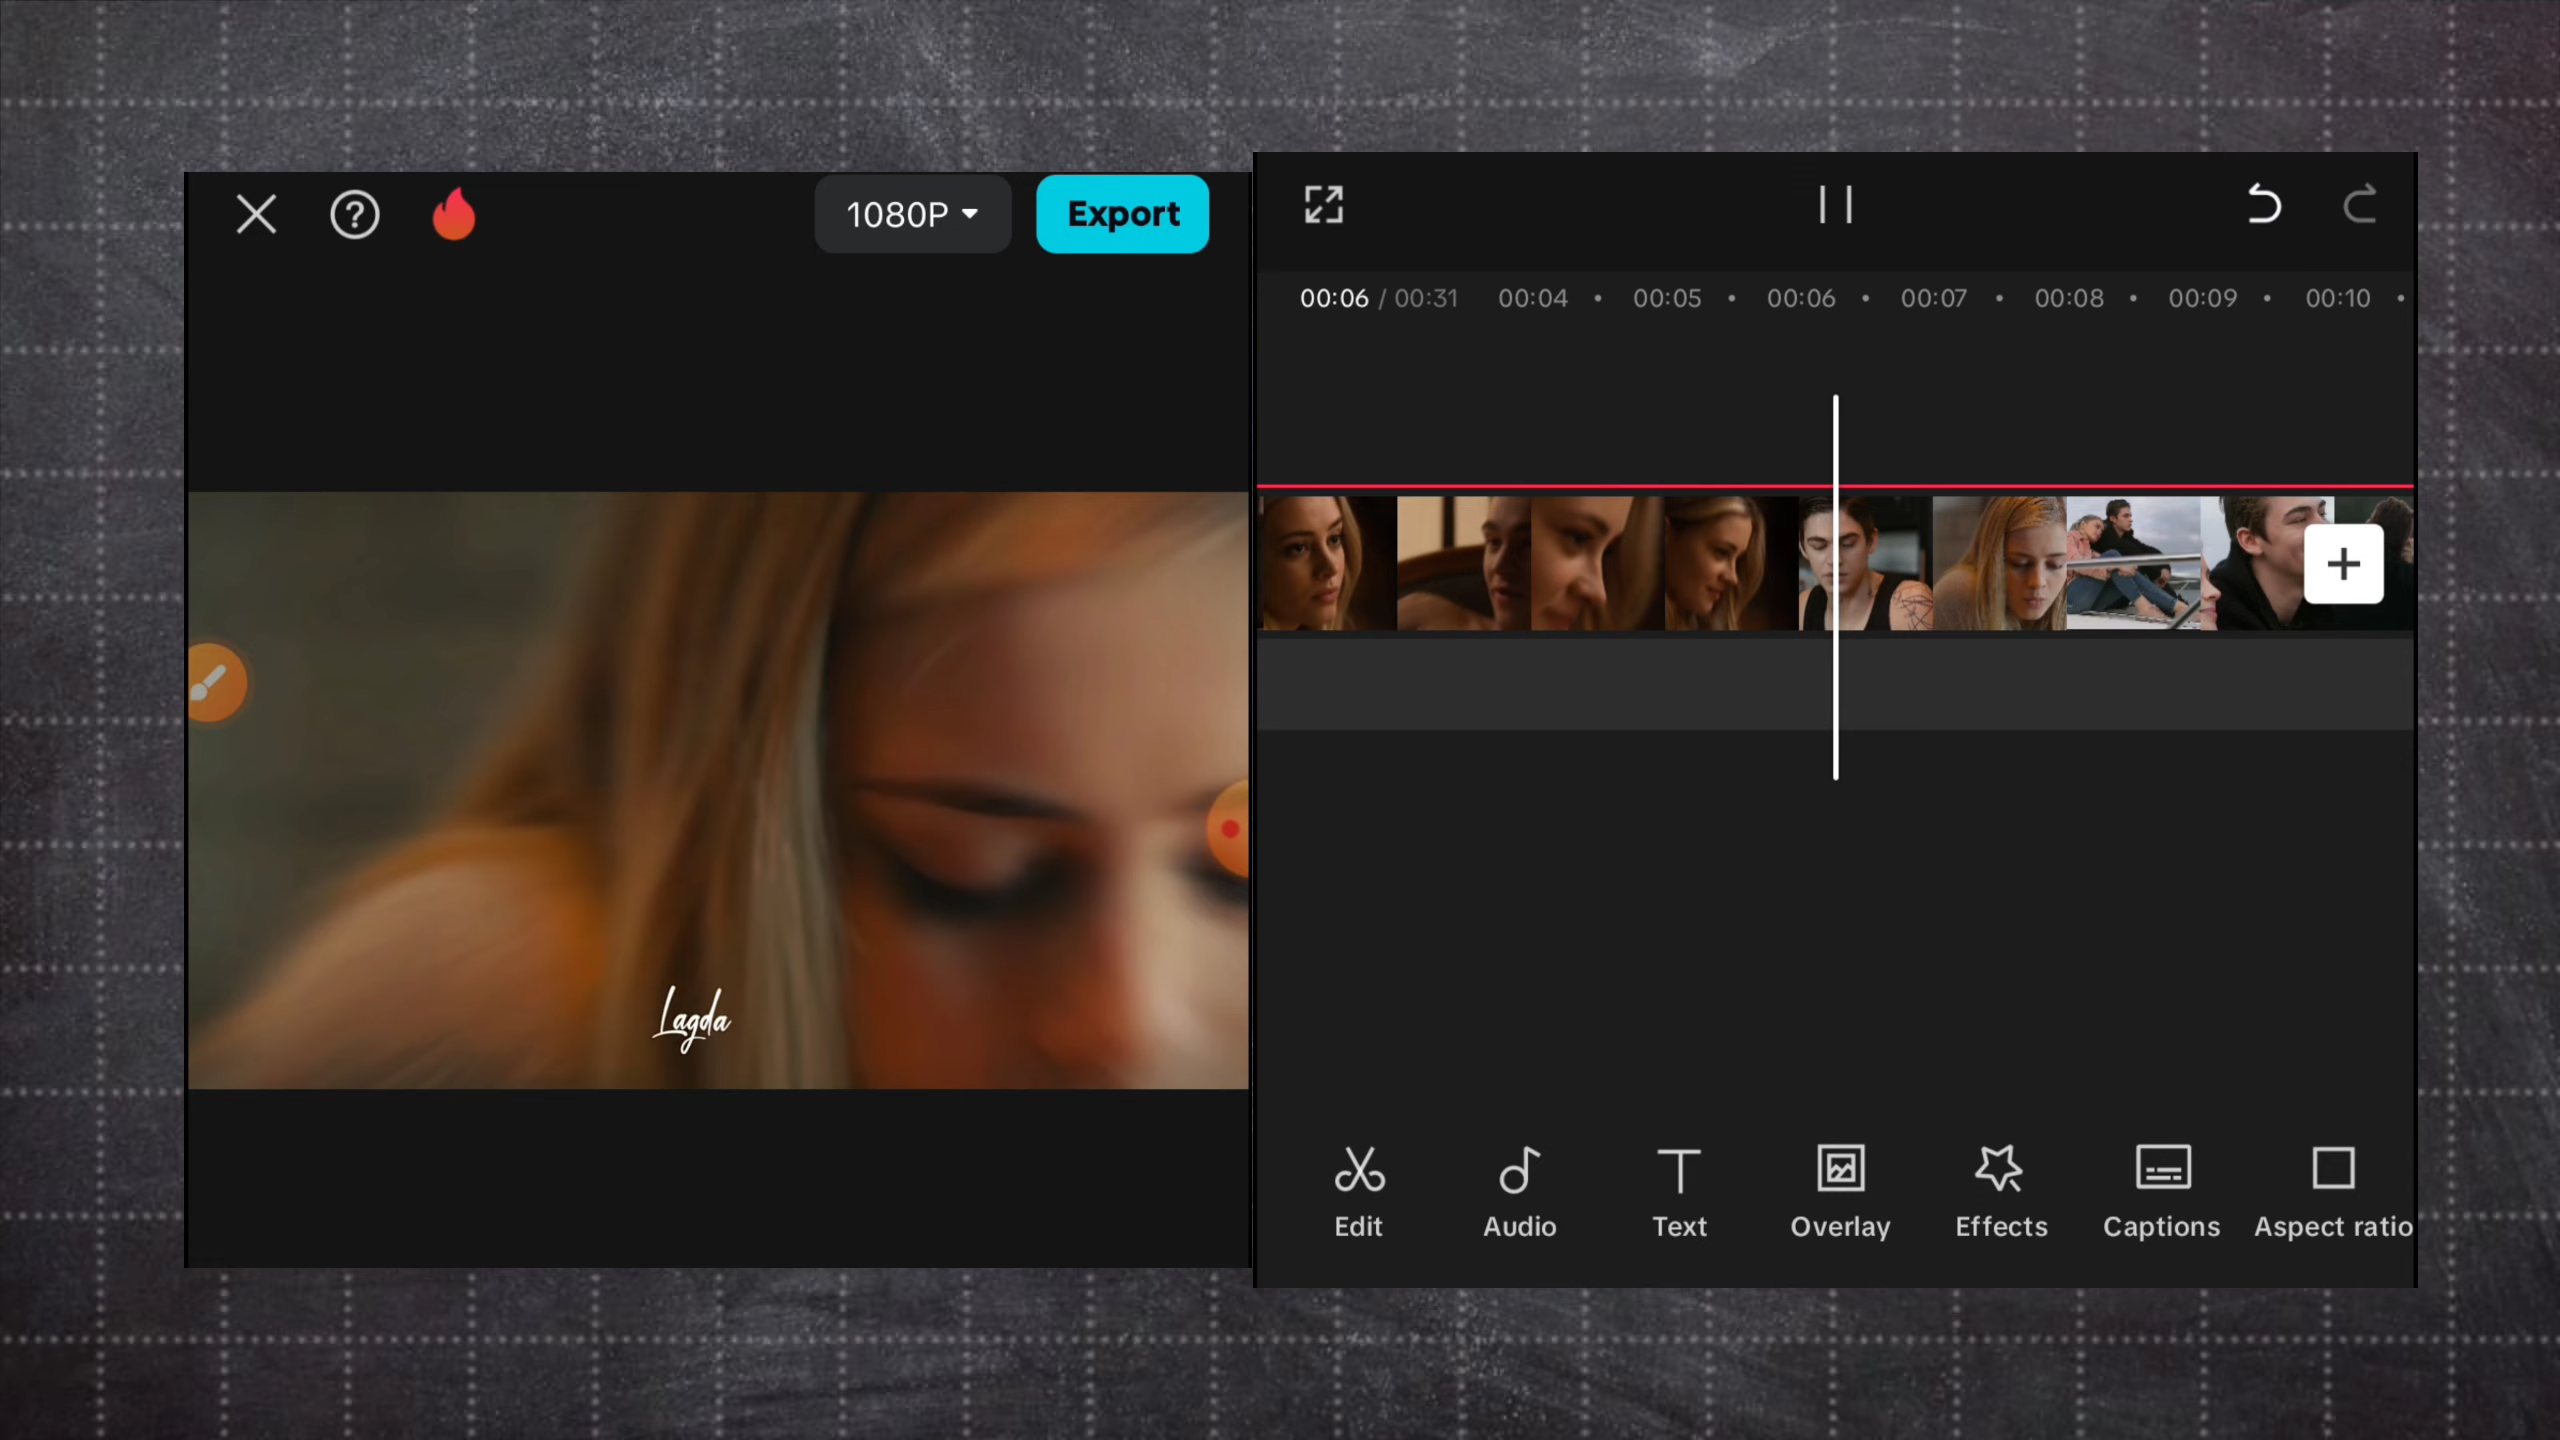 1080P
Export
Lagda
00:06 / 00:31 00:04 00:05 00:06 00:07 00:08 00:09 00:10
Edit Audio Text Overlay Effects Captions Aspect ratio